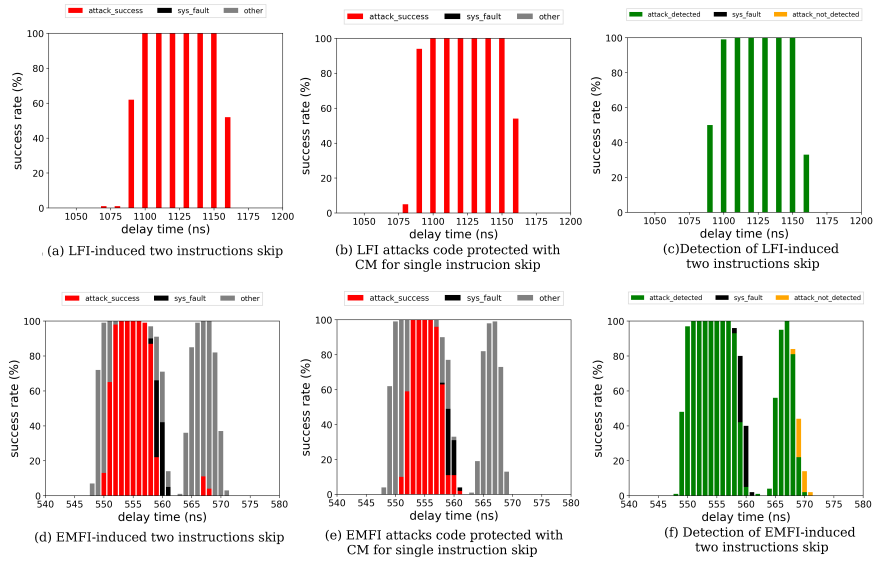 attack_success sys_fault other
success rate (%)
100
80
60
40
20
0
1050 1075 1100 1125 1150 1175 1200
delay time (ns)
(a) LFI-induced two instructions skip
attack_success sys_fault other
success rate (%)
100
80
60
40
20
0
1050 1075 1100 1125 1150 1175 1200
delay time (ns)
(b) LFI attacks code protected with
CM for single instrucion skip
attack_detected sys_fault attack_not_detected
success rate (%)
100
80
60
40
20
0
1050 1075 1100 1125 1150 1175 1200
delay time (ns)
(c)Detection of LFI-induced
two instructions skip
attack_success sys_fault other
success rate (%)
100
80
60
40
20
0
540 545 550 555 560 565 570 575 580
delay time (ns)
(d) EMFI-induced two instructions skip
attack_success sys_fault other
success rate (%)
100
80
60
40
20
0
540 545 550 555 560 565 570 575 580
delay time (ns)
(e) EMFI attacks code protected with
CM for single instruction skip
attack_detected sys_fault attack_not_detected
success rate (%)
100
80
60
40
20
0
540 545 550 555 560 565 570 575 580
delay time (ns)
(f) Detection of EMFI-induced
two instructions skip